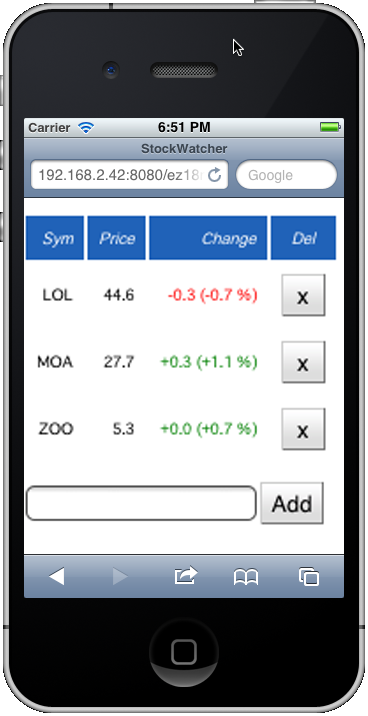 Carrier 6:51 PM
StockWatcher
192.168.2.42:8080/ez18 Google
Sym Price Change Del
LOL 44.6 -0.3 (-0.7 %) x
MOA 27.7 +0.3 (+1.1 %) x
ZOO 5.3 +0.0 (+0.7 %) x
Add